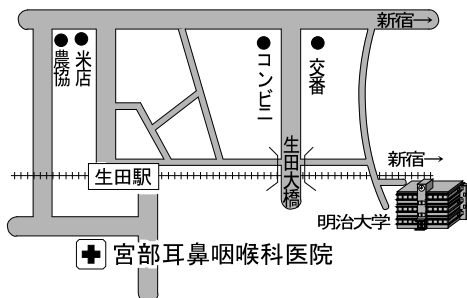 新宿→
農協
米店
コンビニ
交番
生田大橋
新宿→
生田駅
明治大学
宮部耳鼻咽喉科医院